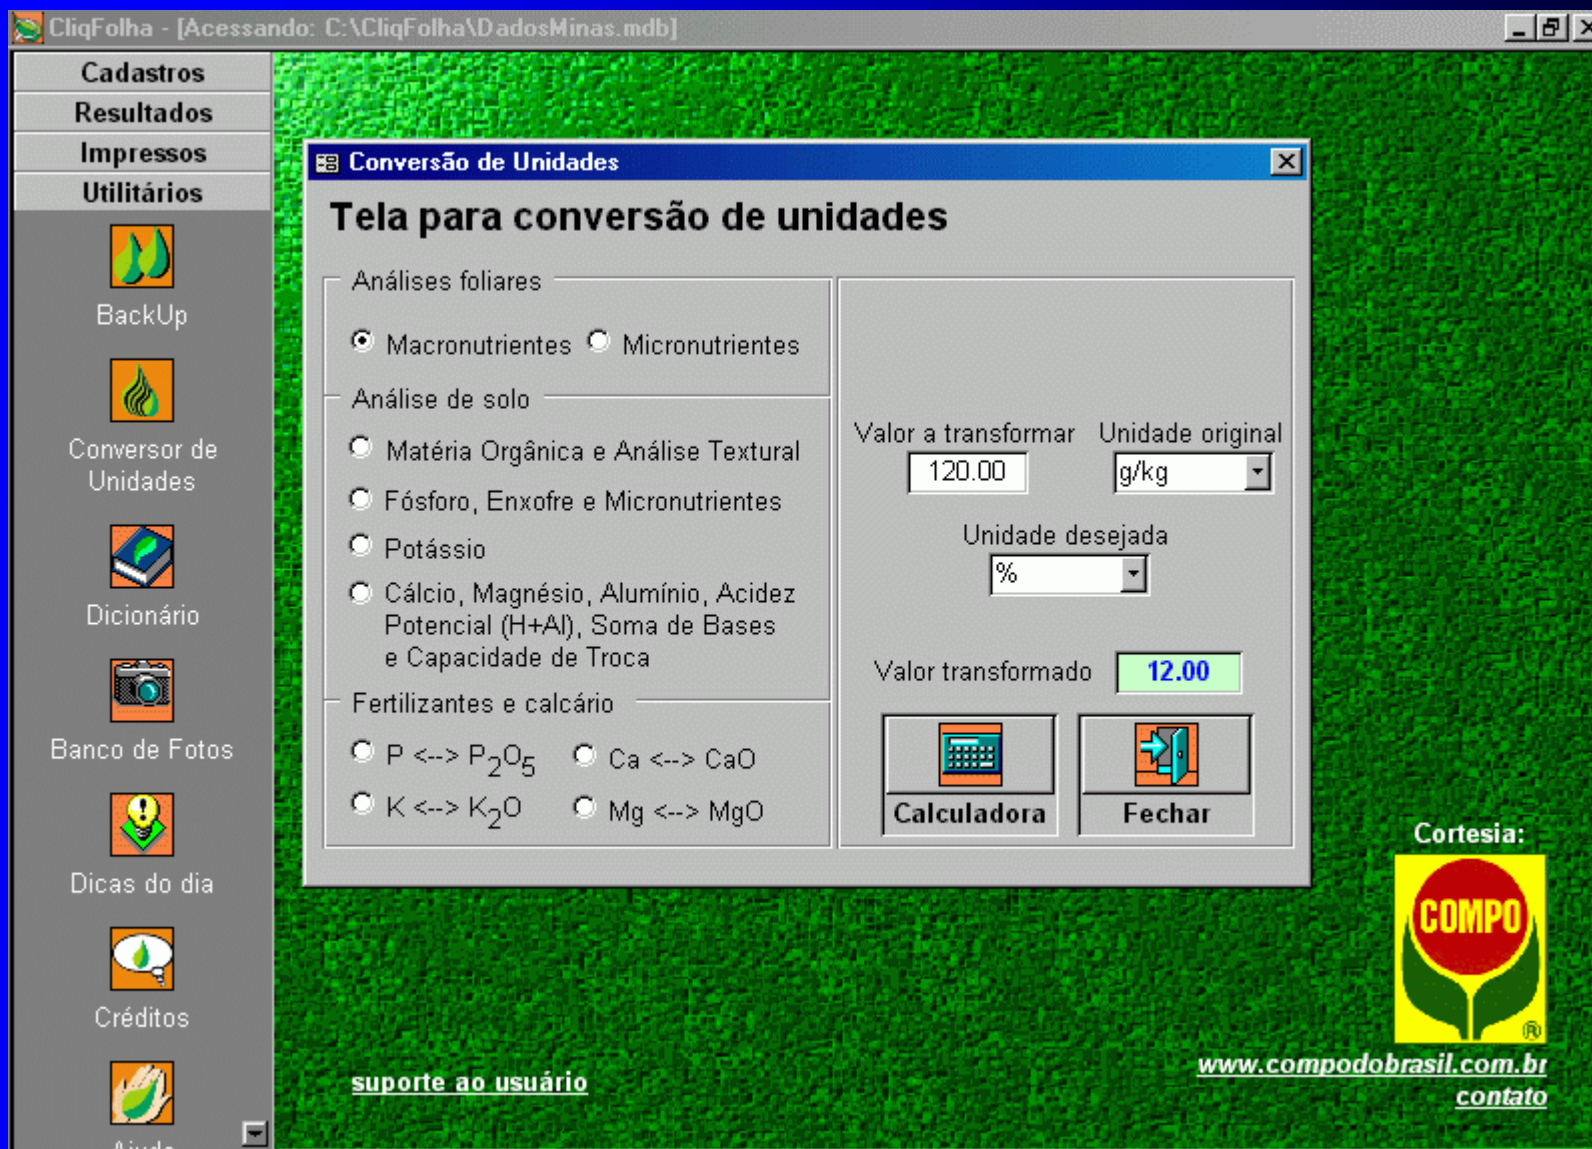 CliqFolha - [Acessando: C:\CliqFolha\DadosMinas.mdb]
Cadastros
Resultados
Impressos
Utilitários
BackUp
Conversor de
Unidades
Dicionário
Banco de Fotos
Dicas do dia
Créditos
Ajuda
Conversão de Unidades
Tela para conversão de unidades
Análises foliares
Macronutrientes Micronutrientes
Análise de solo
Matéria Orgânica e Análise Textural
Fósforo, Enxofre e Micronutrientes
Potássio
Cálcio, Magnésio, Alumínio, Acidez
Potencial (H+Al), Soma de Bases
e Capacidade de Troca
Fertilizantes e calcário
P <--> P2O5 Ca <--> CaO
K <--> K2O Mg <--> MgO
Valor a transformar Unidade original
120.00 g/kg
Unidade desejada
%
Valor transformado 12.00
Calculadora Fechar
Cortesia:
COMPO
®
www.compodobrasil.com.br
contato
suporte ao usuário